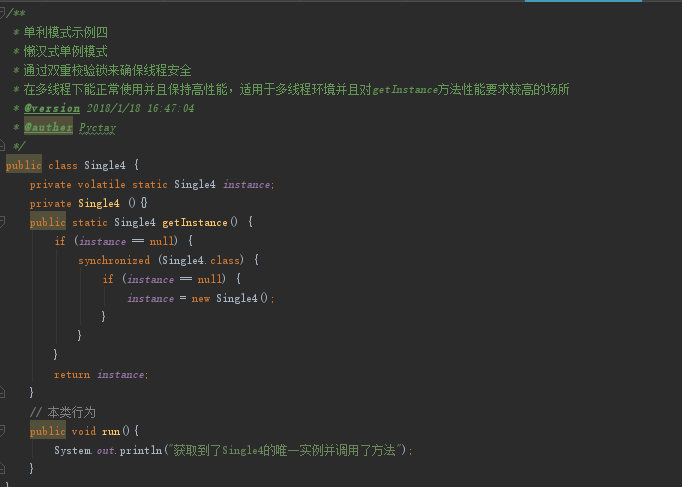 /**
 * 单利模式示例四
 * 懒汉式单例模式
 * 通过双重校验锁来确保线程安全
 * 在多线程下能正常使用并且保持高性能，适用于多线程环境并且对getInstance方法性能要求较高的场所
 * @version 2018/1/18 16:47:04
 * @auther Pyctay
 */
public class Single4 {
    private volatile static Single4 instance;
    private Single4 (){}
    public static Single4 getInstance() {
        if (instance == null) {
            synchronized (Single4.class) {
                if (instance == null) {
                    instance = new Single4();
                }
            }
        }
        return instance;
    }
    // 本类行为
    public void run(){
        System.out.println("获取到了Single4的唯一实例并调用了方法");
    }
}